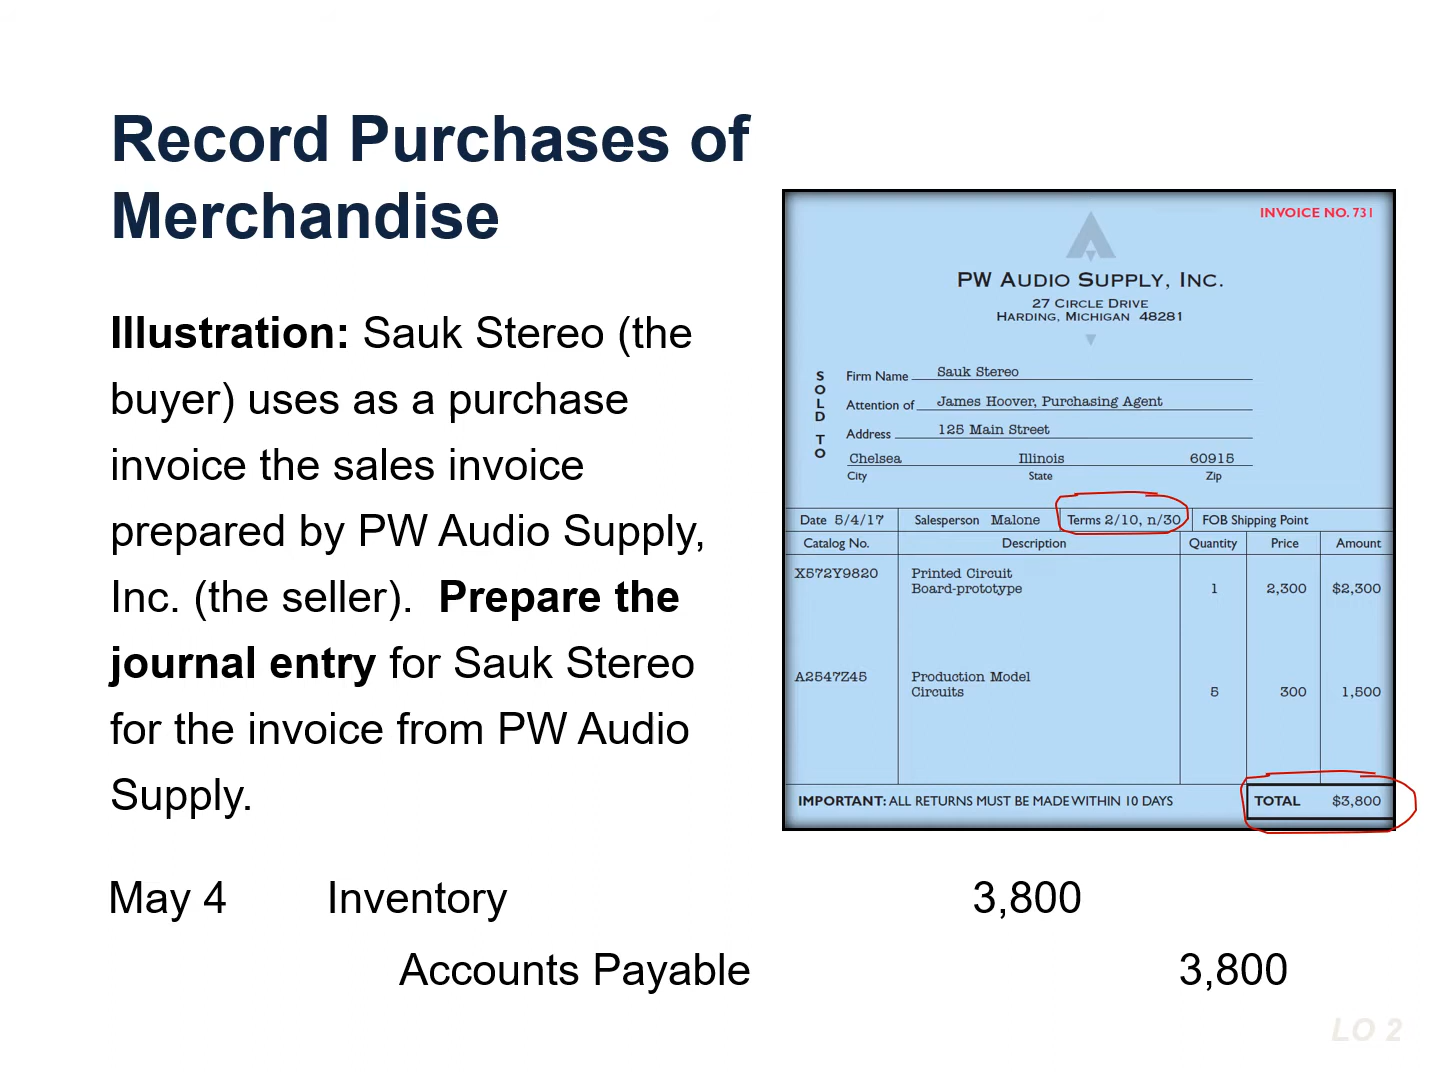 Record Purchases of
Merchandise
Illustration: Sauk Stereo (the
buyer) uses as a purchase
invoice the sales invoice
prepared by PW Audio Supply,
Inc. (the seller). Prepare the
journal entry for Sauk Stereo
for the invoice from PW Audio
Supply.
INVOICE NO. 731
PW AUDIO SUPPLY, INC.
27 CIRCLE DRIVE
HARDING, MICHIGAN 48281
SOLD TO
Firm Name Sauk Stereo
Attention of James Hoover, Purchasing Agent
Address 125 Main Street
Chelsea Illinois 60915
City State Zip
Date 5/4/17 Salesperson Malone Terms 2/10, n/30 FOB Shipping Point
Catalog No. Description Quantity Price Amount
X572Y9820 Printed Circuit
Board-prototype 1 2,300 $2,300
A2547Z45 Production Model
Circuits 5 300 1,500
IMPORTANT: ALL RETURNS MUST BE MADE WITHIN 10 DAYS TOTAL $3,800
May 4 Inventory 3,800
Accounts Payable 3,800
LO 2